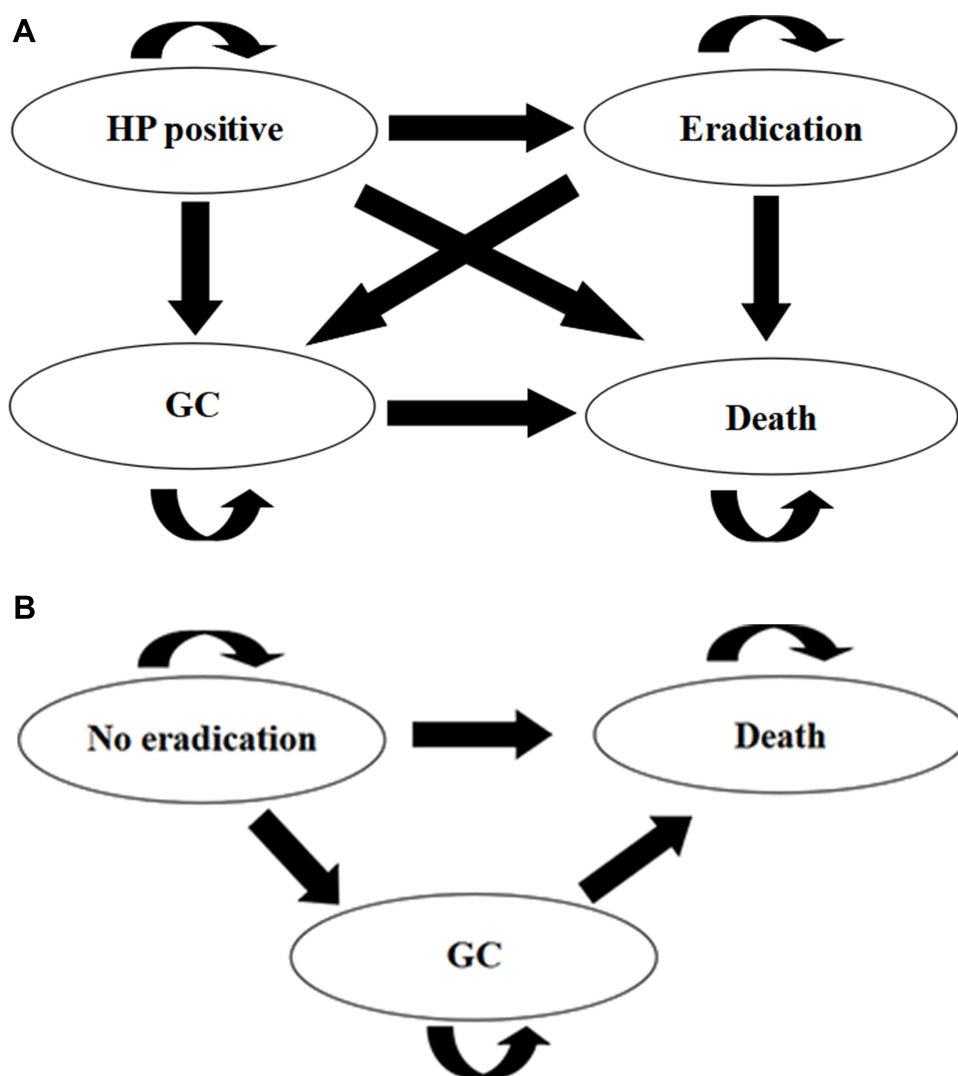 A
HP positive
Eradication
GC
Death
B
No eradication
Death
GC